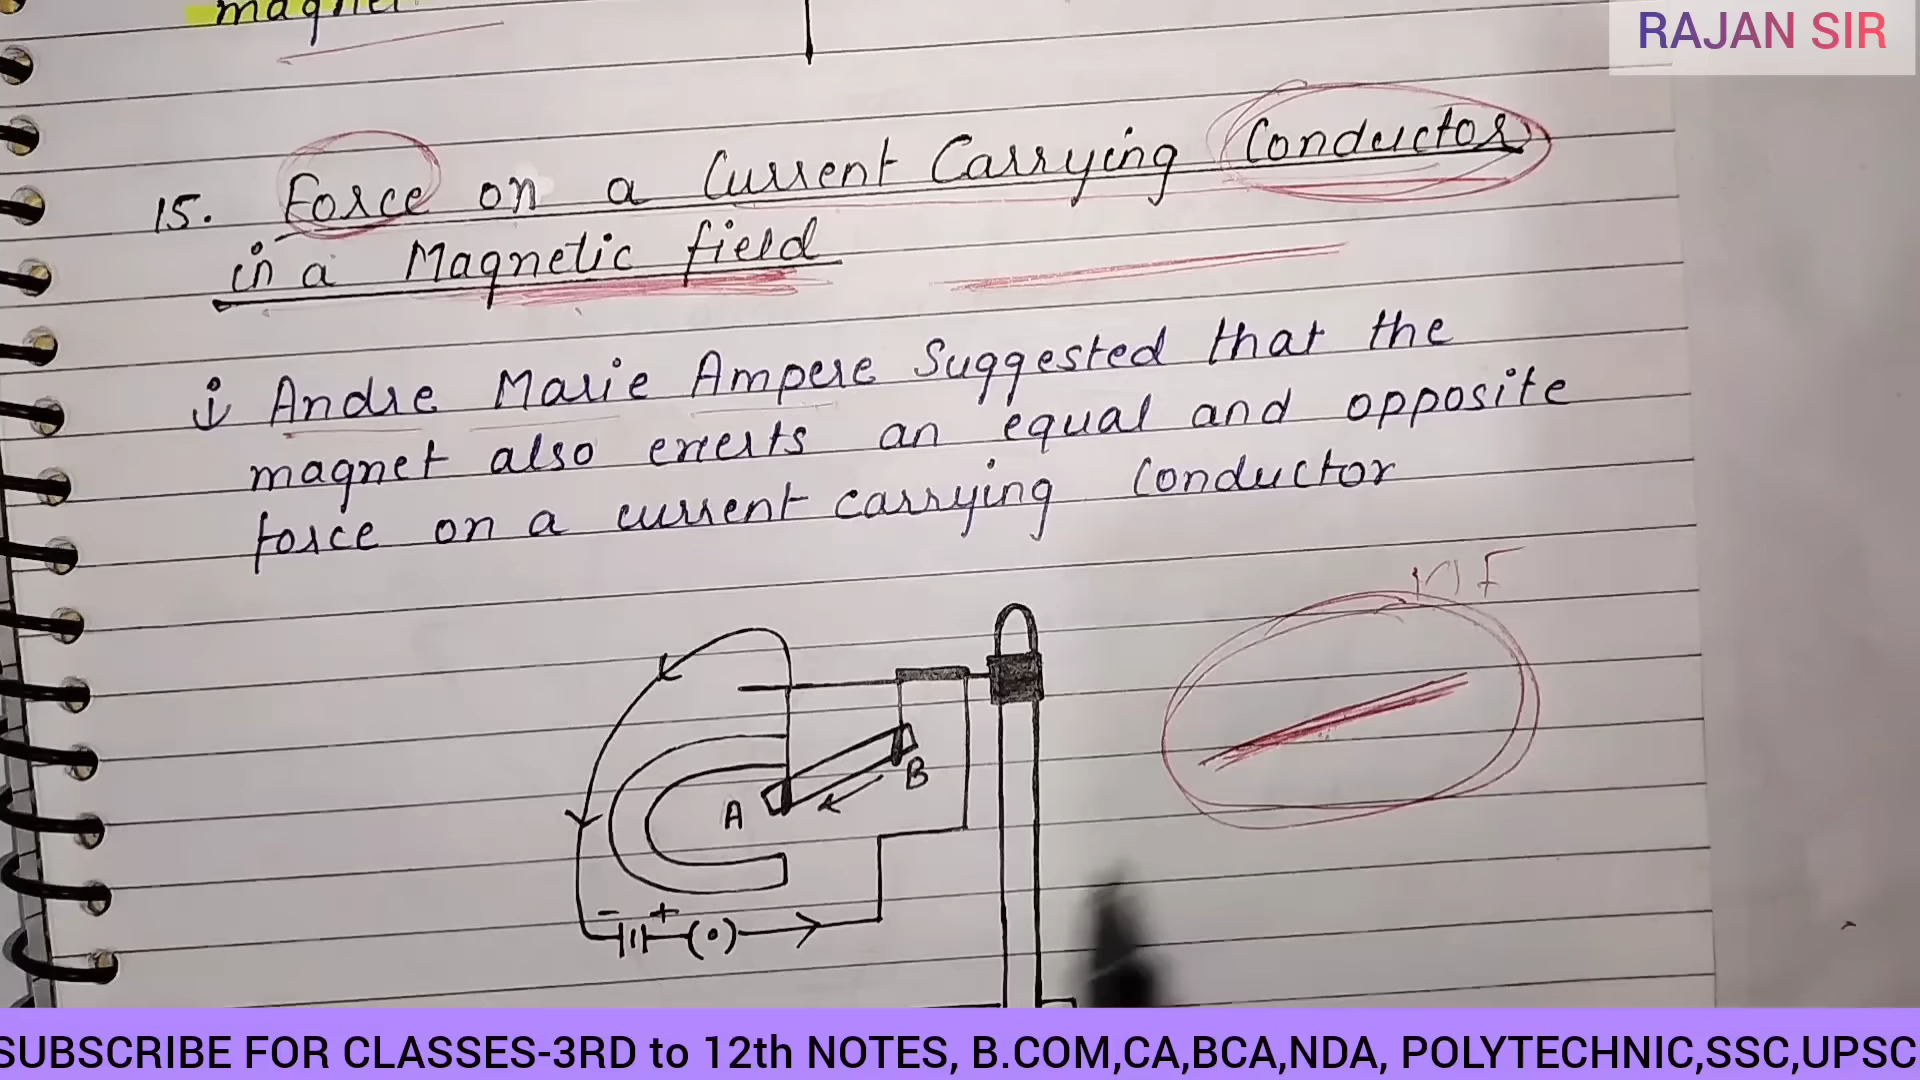 magnet
RAJAN SIR
15. Force on a Current Carrying Conductor
in a Magnetic field
i Andre Marie Ampere Suggested that the
magnet also exerts an equal and opposite
force on a current carrying conductor
MF
A
B
- +
SUBSCRIBE FOR CLASSES-3RD to 12th NOTES, B.COM,CA,BCA,NDA, POLYTECHNIC,SSC,UPSC